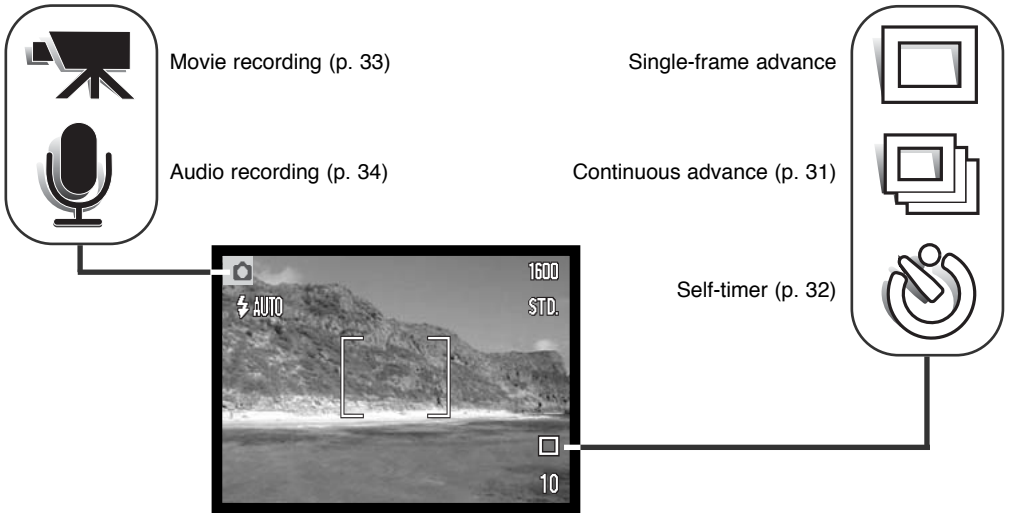 Movie recording (p. 33)
Audio recording (p. 34)
Single-frame advance
Continuous advance (p. 31)
Self-timer (p. 32)
1600
AUTO
STD.
10